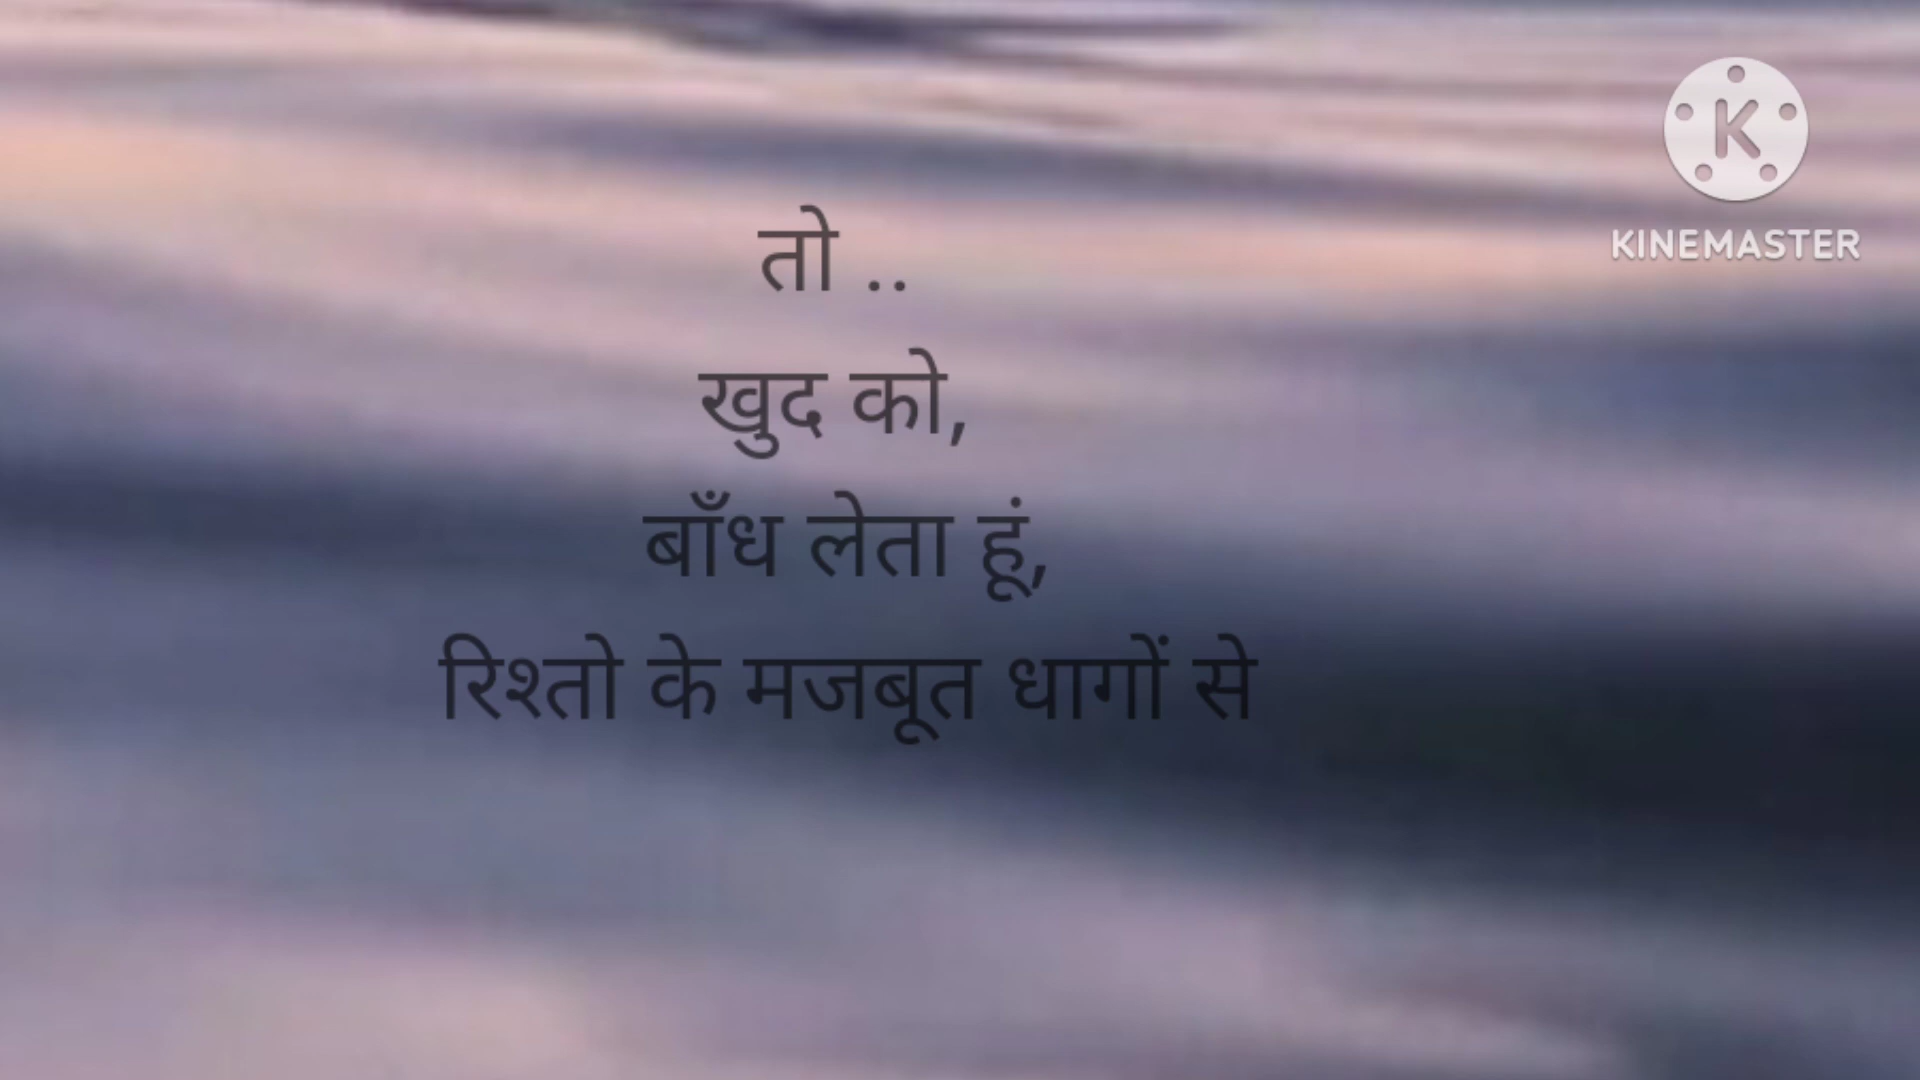 तो ..
खुद को,
बाँध लेता हूं,
रिश्तो के मजबूत धागों से
K
KINEMASTER